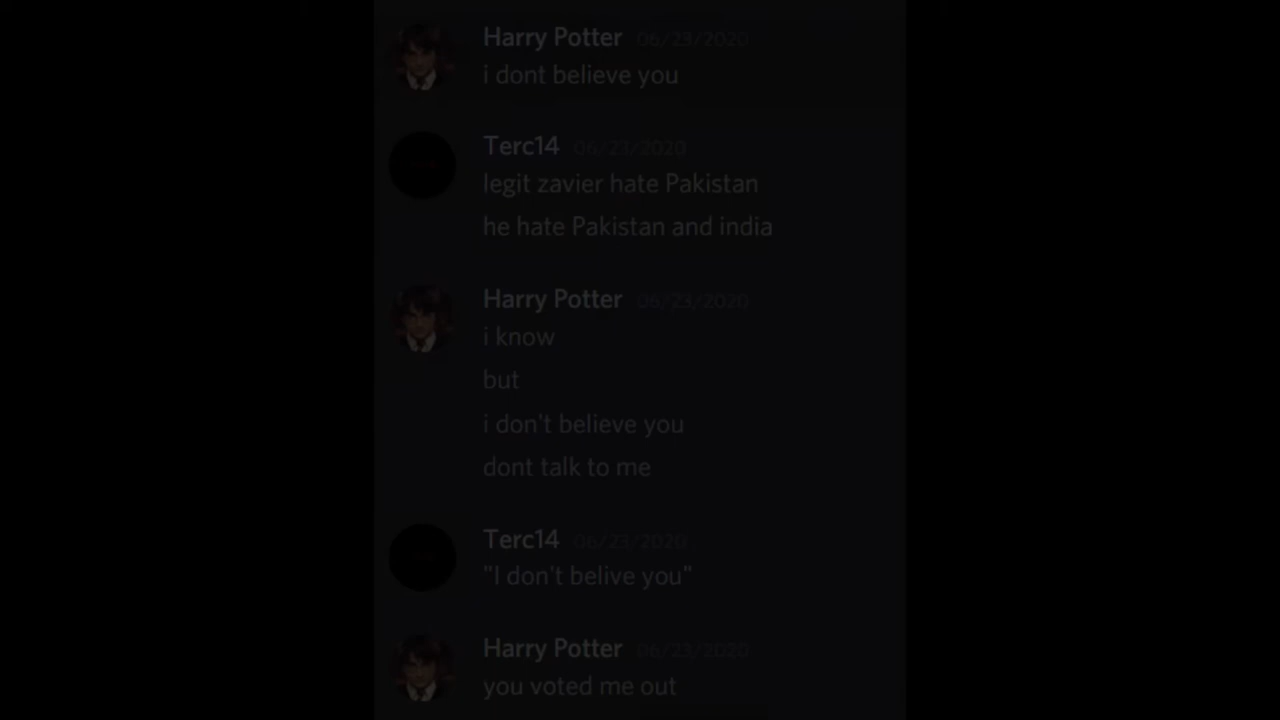 Harry Potter 06/23/2020
i dont believe you
Terc14 06/23/2020
legit zavier hate Pakistan
he hate Pakistan and india
Harry Potter 06/23/2020
i know
but
i don't believe you
dont talk to me
Terc14 06/23/2020
"I don't belive you"
Harry Potter 06/23/2020
you voted me out